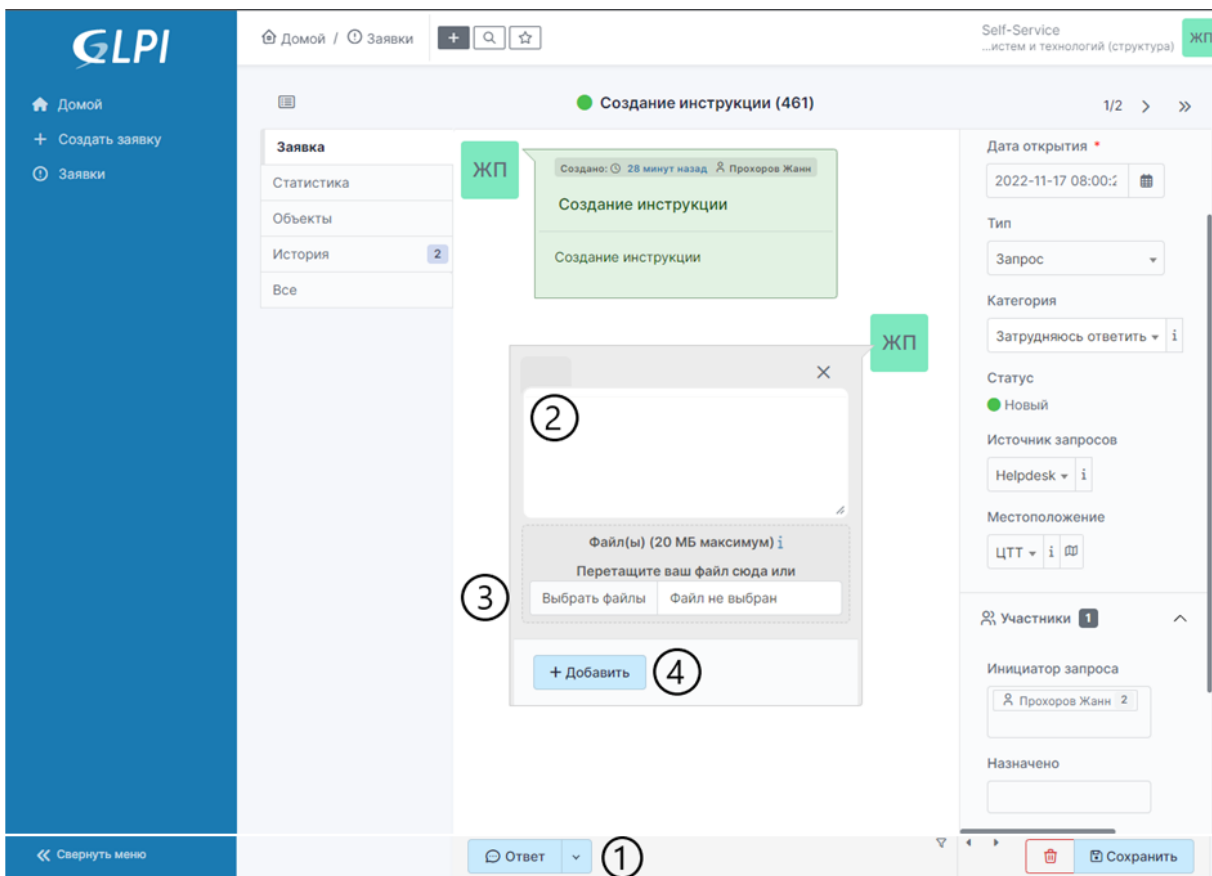 GLPI
Домой
Создать заявку
Заявки
Свернуть меню
Домой / Заявки
Self-Service
...истем и технологий (структура)
ЖП
Создание инструкции (461)
1/2
Заявка
Статистика
Объекты
История 2
Все
ЖП
Создано: 28 минут назад Прохоров Жанн
Создание инструкции
Создание инструкции
ЖП
2
Файл(ы) (20 МБ максимум) i
Перетащите ваш файл сюда или
3
Выбрать файлы Файл не выбран
+ Добавить
4
Ответ
1
Дата открытия *
2022-11-17 08:00:2
Тип
Запрос
Категория
Затрудняюсь ответить i
Статус
Новый
Источник запросов
Helpdesk i
Местоположение
ЦТТ i
Участники 1
Инициатор запроса
Прохоров Жанн 2
Назначено
Сохранить